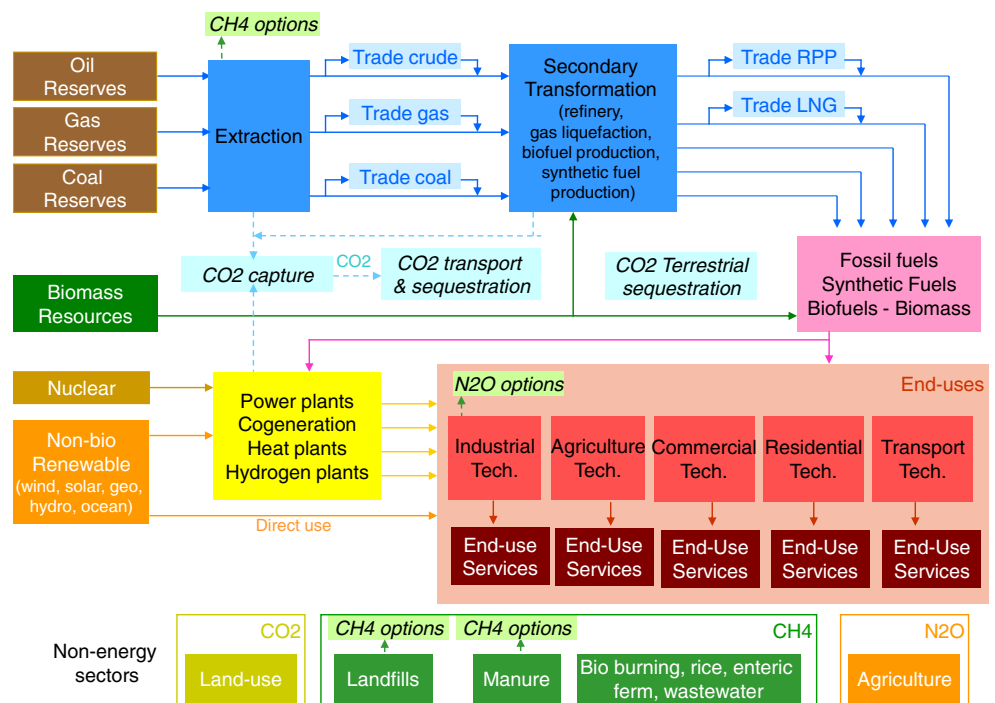 CH4 options
Oil
Reserves
Gas
Reserves
Coal
Reserves
Extraction
Trade crude
Trade gas
Trade coal
Secondary
Transformation
(refinery,
gas liquefaction,
biofuel production,
synthetic fuel
production)
Trade RPP
Trade LNG
CO2 capture
CO2
CO2 transport
& sequestration
CO2 Terrestrial
sequestration
Fossil fuels
Synthetic Fuels
Biofuels - Biomass
Biomass
Resources
Nuclear
Non-bio
Renewable
(wind, solar, geo,
hydro, ocean)
Direct use
Power plants
Cogeneration
Heat plants
Hydrogen plants
N2O options
End-uses
Industrial
Tech.
Agriculture
Tech.
Commercial
Tech.
Residential
Tech.
Transport
Tech.
End-use
Services
End-Use
Services
End-Use
Services
End-Use
Services
End-Use
Services
Non-energy
sectors
CO2
Land-use
CH4 options
CH4 options
CH4
Landfills
Manure
Bio burning, rice, enteric
ferm, wastewater
N2O
Agriculture